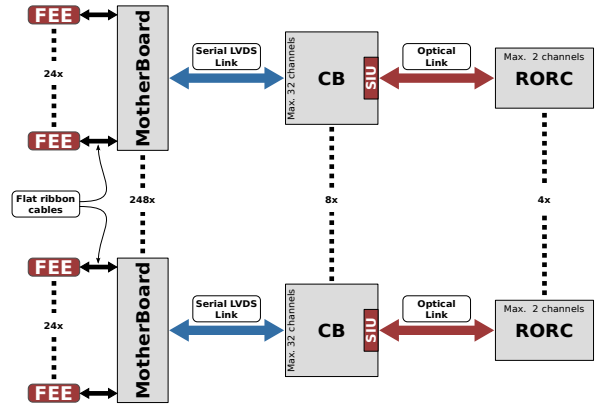 FEE
24x
FEE
MotherBoard
Serial LVDS
Link
Max. 32 channels
CB
SIU
Optical
Link
Max. 2 channels
RORC
Flat ribbon
cables
248x
8x
4x
FEE
24x
FEE
MotherBoard
Serial LVDS
Link
Max. 32 channels
CB
SIU
Optical
Link
Max. 2 channels
RORC